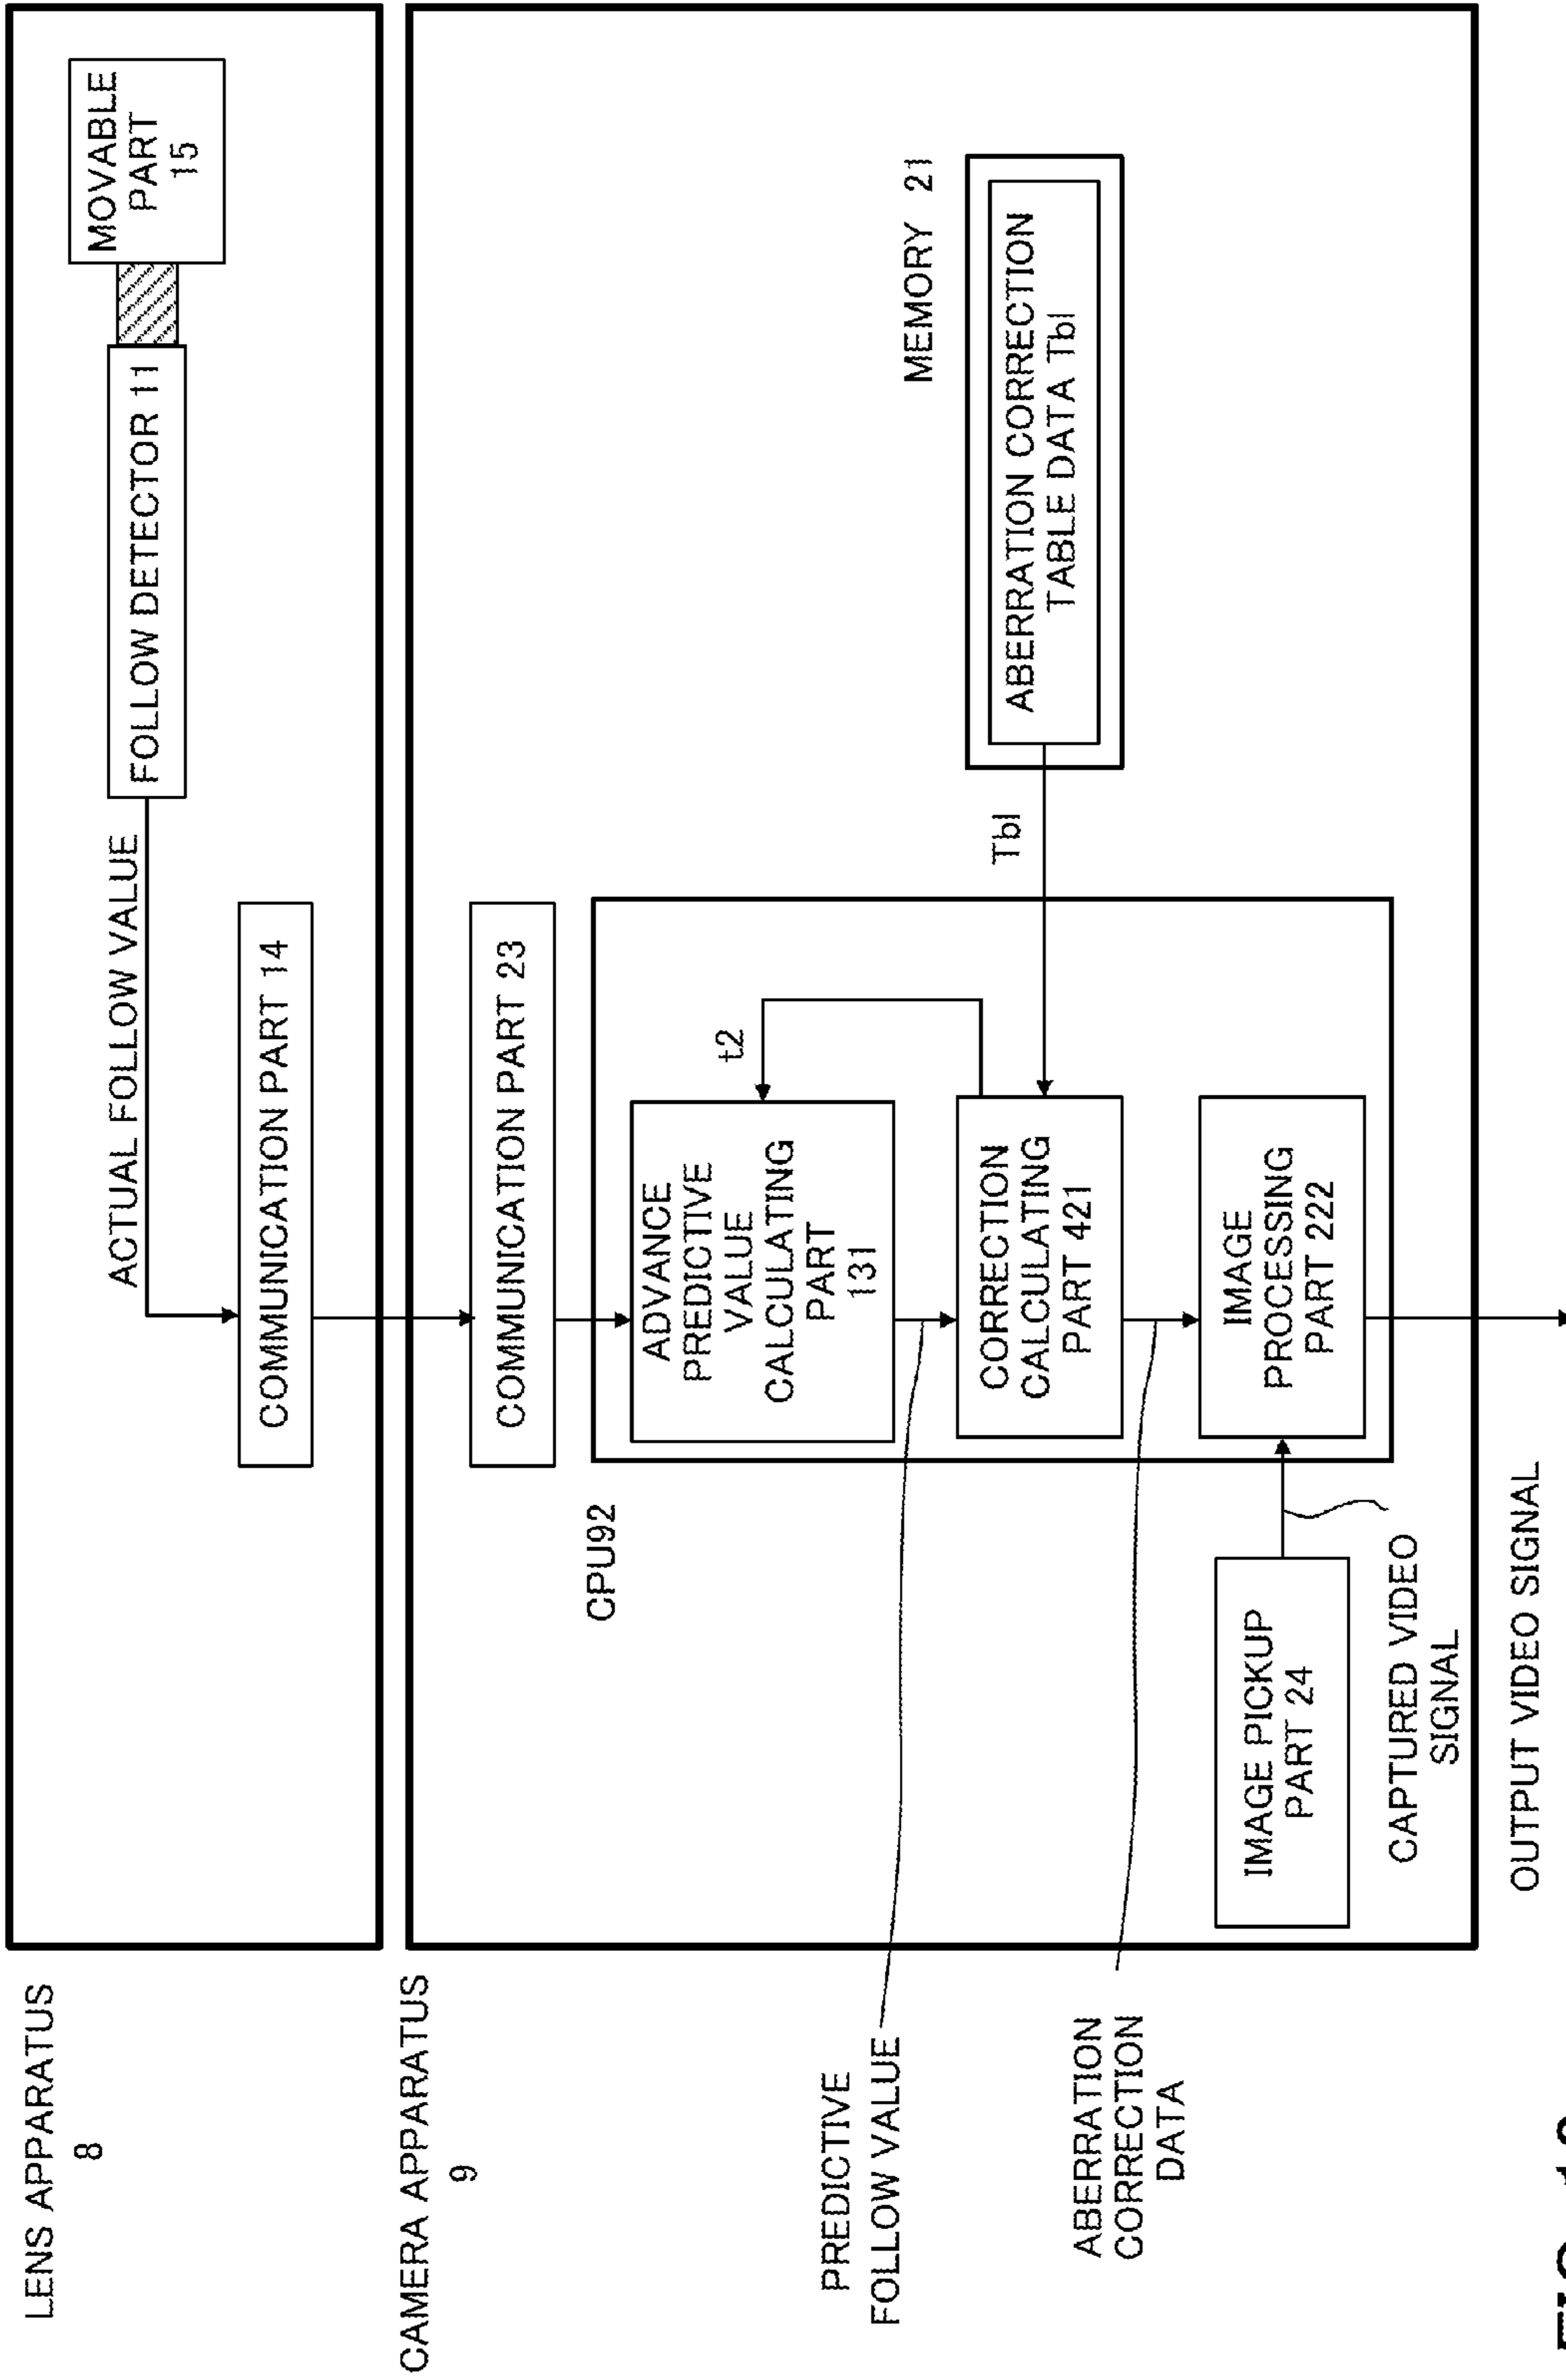 LENS APPARATUS
8
ACTUAL FOLLOW VALUE
FOLLOW DETECTOR 11
MOVABLE
PART
15
COMMUNICATION PART 14
CAMERA APPARATUS
9
COMMUNICATION PART 23
CPU92
ADVANCE
PREDICTIVE
VALUE
CALCULATING
PART
131
t2
PREDICTIVE
FOLLOW VALUE
CORRECTION
CALCULATING
PART 421
Tbl
MEMORY 21
ABERRATION CORRECTION
TABLE DATA Tbl
ABERRATION
CORRECTION
DATA
IMAGE
PROCESSING
PART 222
IMAGE PICKUP
PART 24
CAPTURED VIDEO
SIGNAL
OUTPUT VIDEO SIGNAL